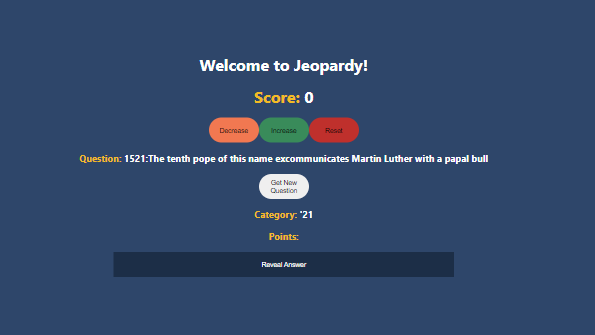 Welcome to Jeopardy!
Score: 0
Decrease Increase Reset
Question: 1521:The tenth pope of this name excommunicates Martin Luther with a papal bull
Get New
Question
Category: '21
Points:
Reveal Answer